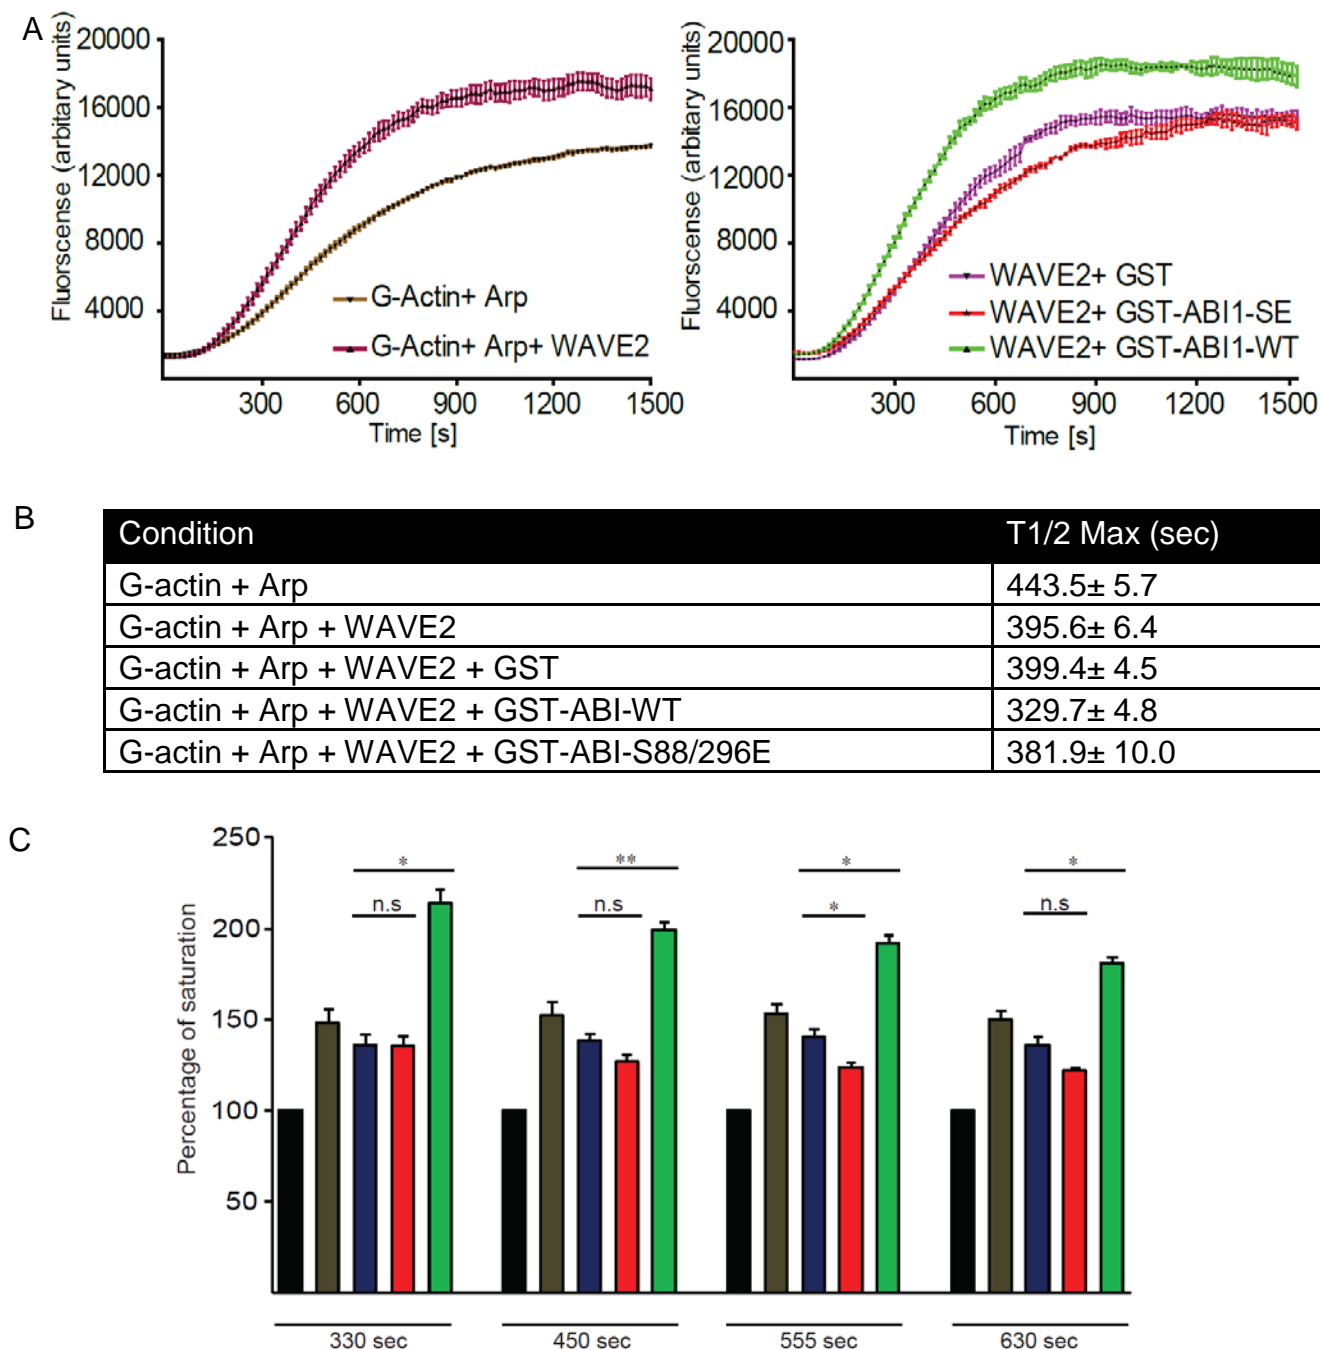 A
Fluorscense (arbitary units)
20000
16000
12000
8000
4000
G-Actin+ Arp
G-Actin+ Arp+ WAVE2
300 600 900 1200 1500
Time [s]
Fluorscense (arbitary units)
20000
16000
12000
8000
4000
WAVE2+ GST
WAVE2+ GST-ABI1-SE
WAVE2+ GST-ABI1-WT
300 600 900 1200 1500
Time [s]
B
Condition T1/2 Max (sec)
G-actin + Arp 443.5± 5.7
G-actin + Arp + WAVE2 395.6± 6.4
G-actin + Arp + WAVE2 + GST 399.4± 4.5
G-actin + Arp + WAVE2 + GST-ABI-WT 329.7± 4.8
G-actin + Arp + WAVE2 + GST-ABI-S88/296E 381.9± 10.0
C
Percentage of saturation
250
200
150
100
50
* ** * *
n.s n.s * n.s
330 sec 450 sec 555 sec 630 sec